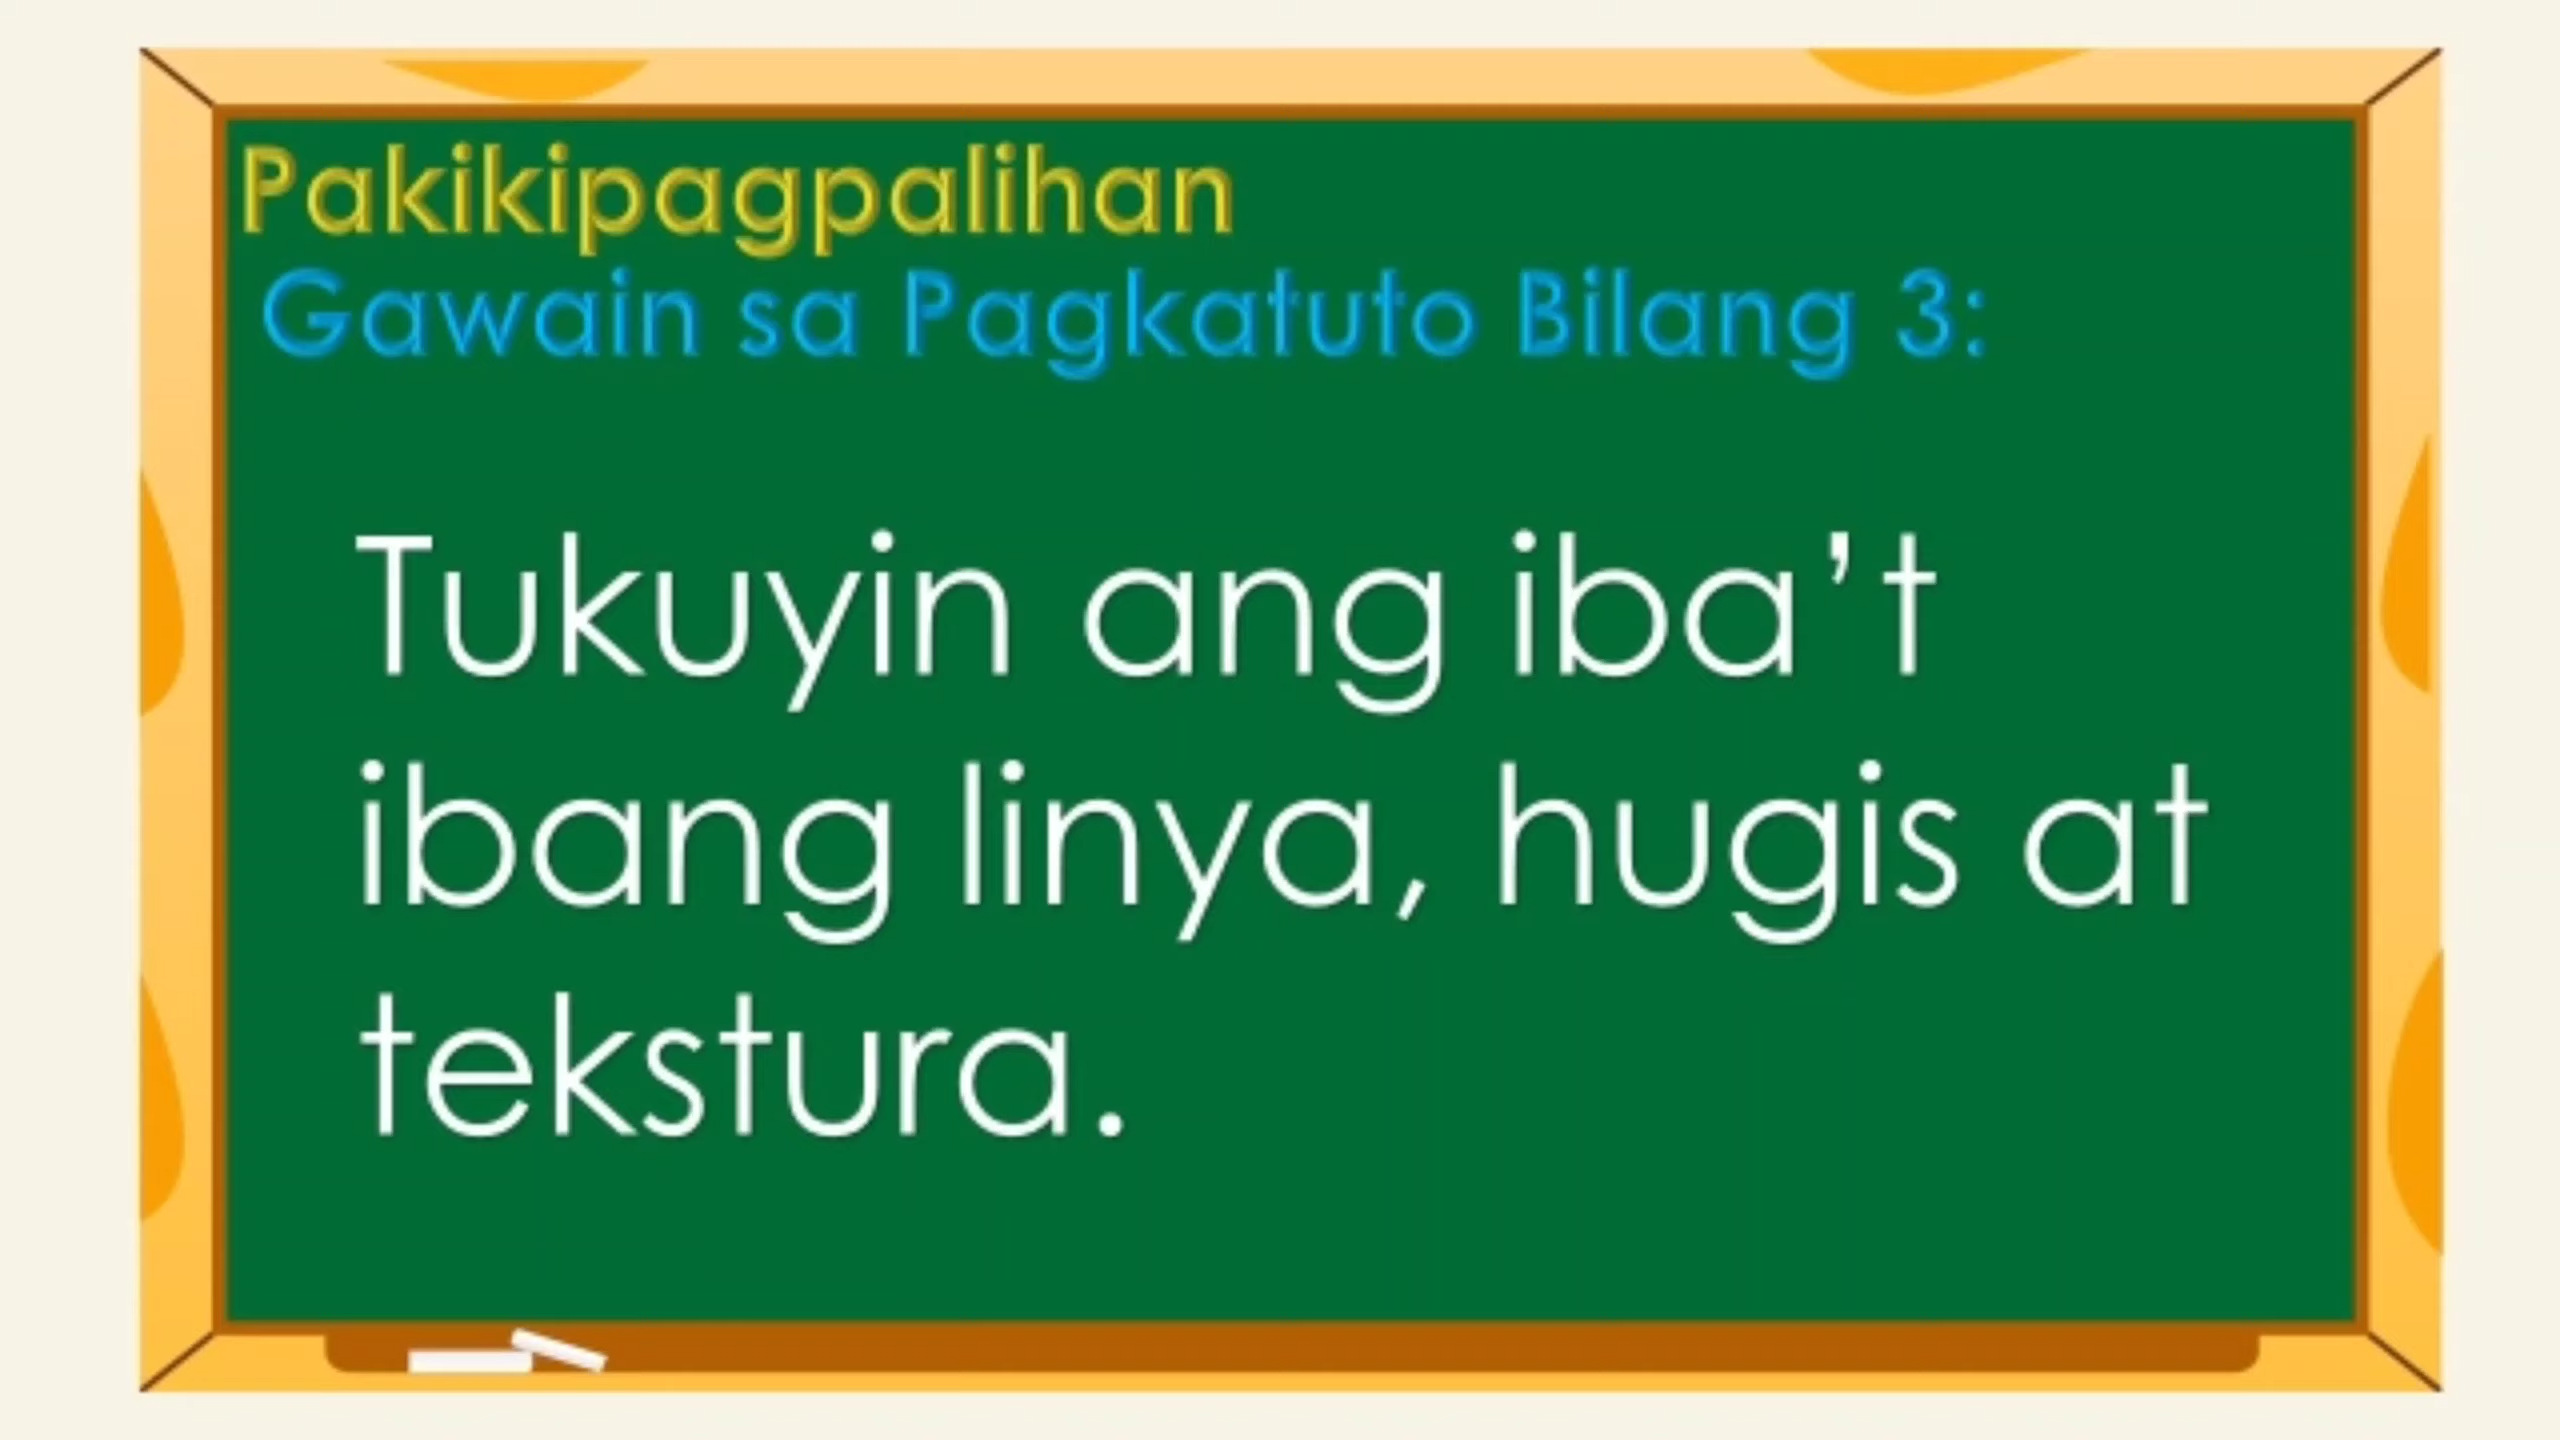 Pakikipagpalihan
Gawain sa Pagkatuto Bilang 3:
Tukuyin ang iba’t
ibang linya, hugis at
tekstura.